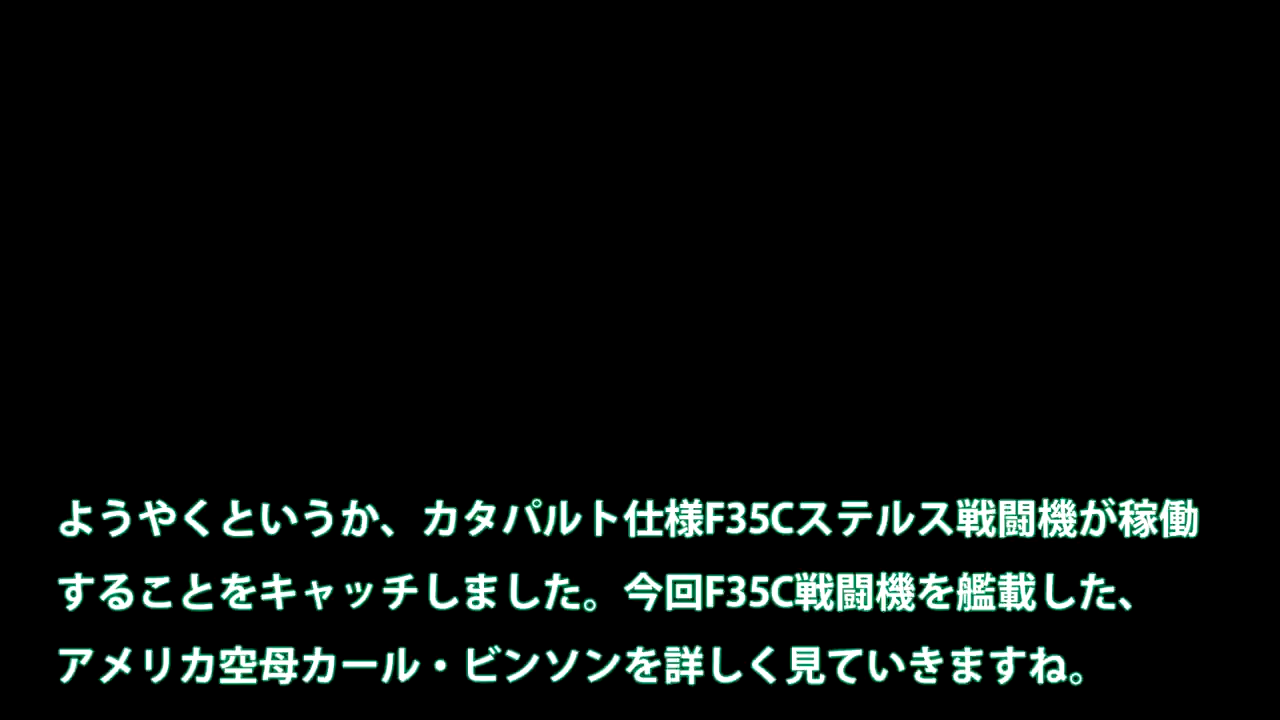 ようやくというか、カタパルト仕様F35Cステルス戦闘機が稼働
することをキャッチしました。今回F35C戦闘機を艦載した、
アメリカ空母カール・ビンソンを詳しく見ていきますね。